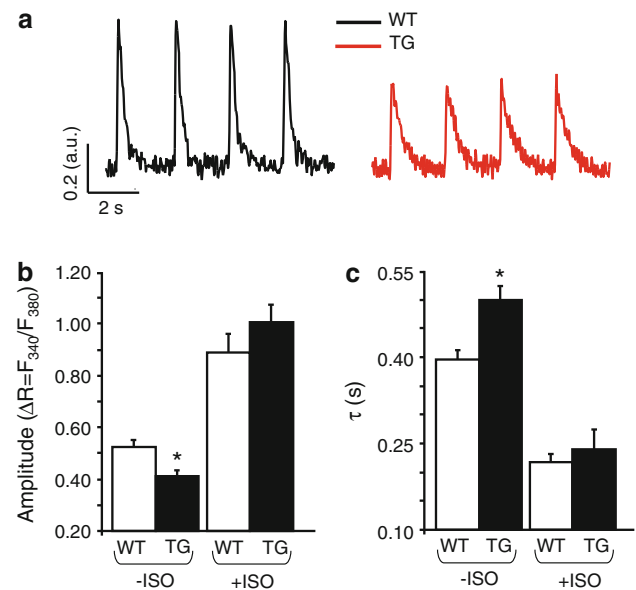 a
WT
TG
0.2 (a.u.)
2 s
b
Amplitude (ΔR=F340/F380)
1.20
1.00
0.80
0.60
0.40
0.20
*
WT TG WT TG
-ISO +ISO
c
τ (s)
0.55
0.40
0.25
0.10
*
WT TG WT TG
-ISO +ISO